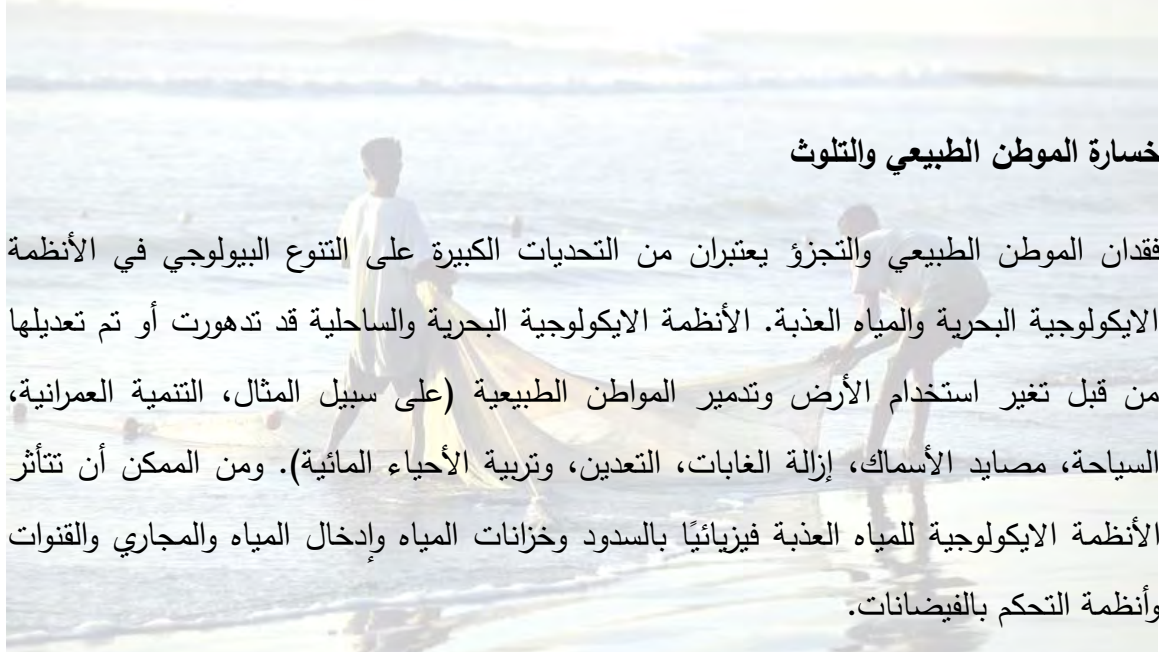 خسارة الموطن الطبيعي والتلوث
فقدان الموطن الطبيعي والتجزؤ يعتبران من التحديات الكبيرة على التنوع البيولوجي في الأنظمة
الايكولوجية البحرية والمياه العذبة. الأنظمة الايكولوجية البحرية والساحلية قد تدهورت أو تم تعديلها
من قبل تغير استخدام الأرض وتدمير المواطن الطبيعية (على سبيل المثال، التنمية العمرانية،
السياحة، مصايد الأسماك، إزالة الغابات، التعدين، وتربية الأحياء المائية). ومن الممكن أن تتأثر
الأنظمة الايكولوجية للمياه العذبة فيزيائيًا بالسدود وخزانات المياه وإدخال المياه والمجاري والقنوات
وأنظمة التحكم بالفيضانات.